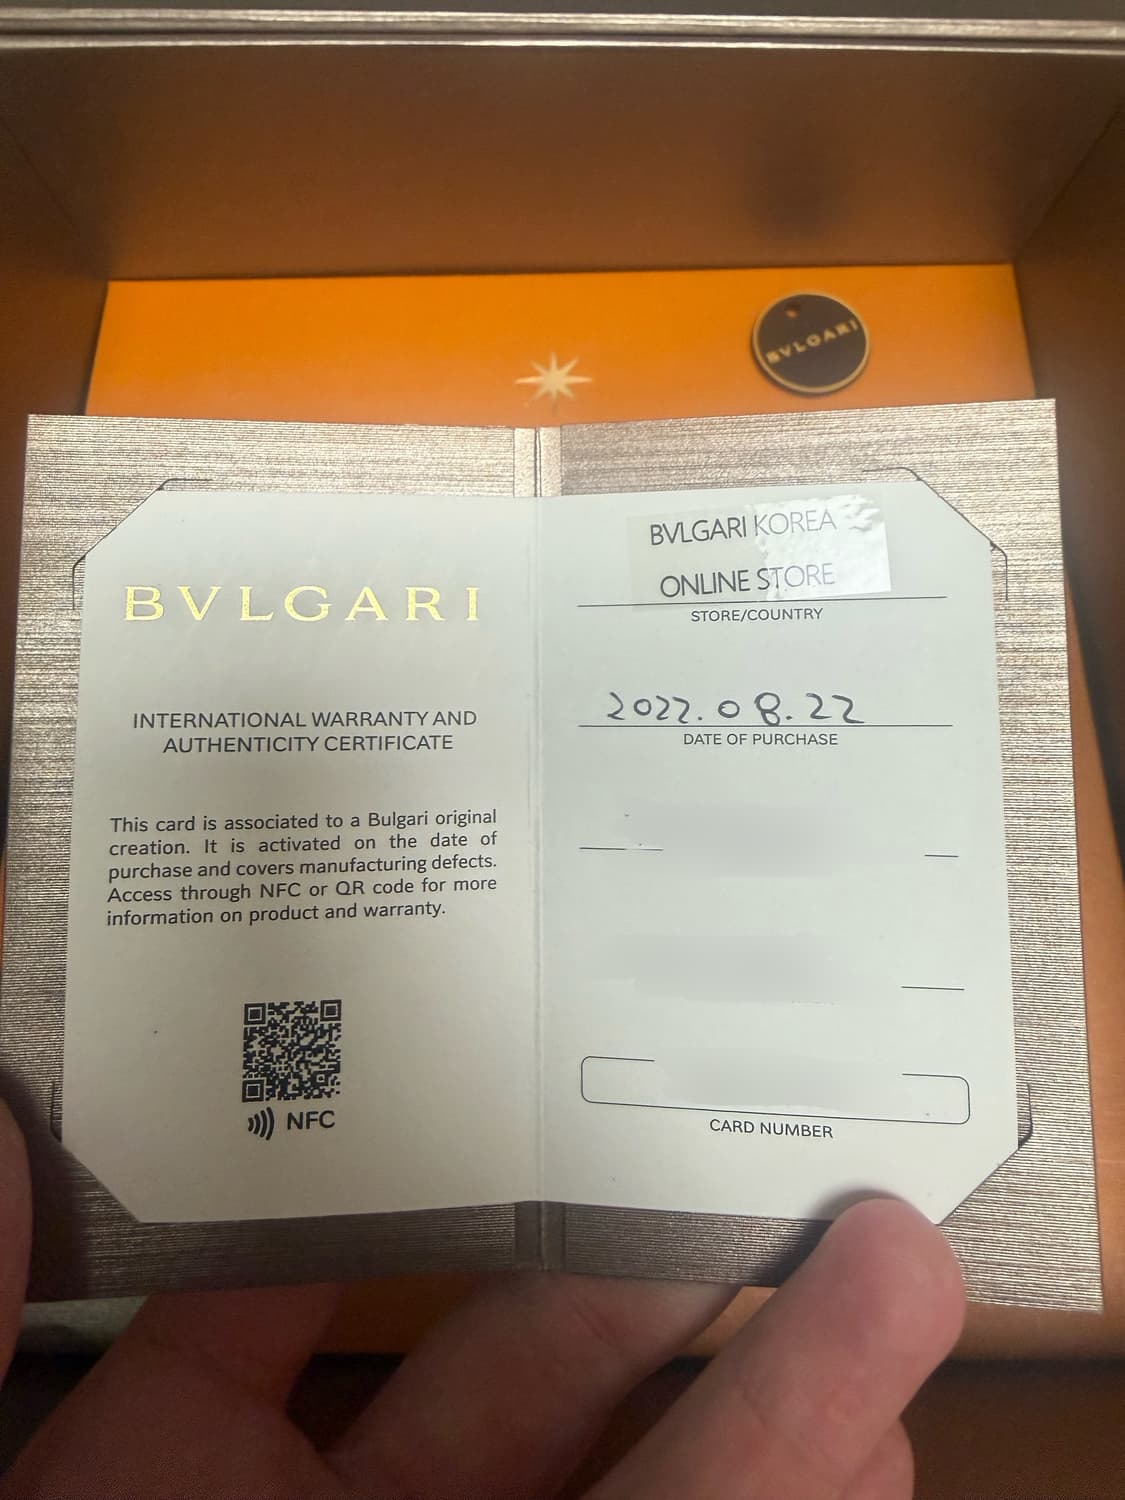 BVLGARI
BVLGARI
INTERNATIONAL WARRANTY AND
AUTHENTICITY CERTIFICATE
This card is associated to a Bulgari original
creation. It is activated on the date of
purchase and covers manufacturing defects.
Access through NFC or QR code for more
information on product and warranty.
NFC
BVLGARI KOREA
ONLINE STORE
STORE/COUNTRY
2022.08.22
DATE OF PURCHASE
CARD NUMBER